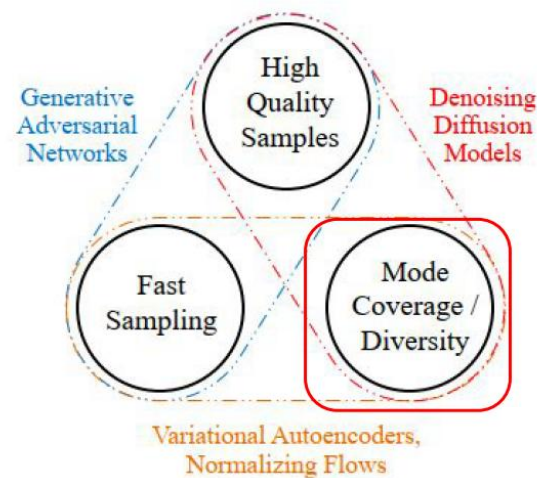 High
Quality
Samples
Generative
Adversarial
Networks
Denoising
Diffusion
Models
Fast
Sampling
Mode
Coverage /
Diversity
Variational Autoencoders,
Normalizing Flows